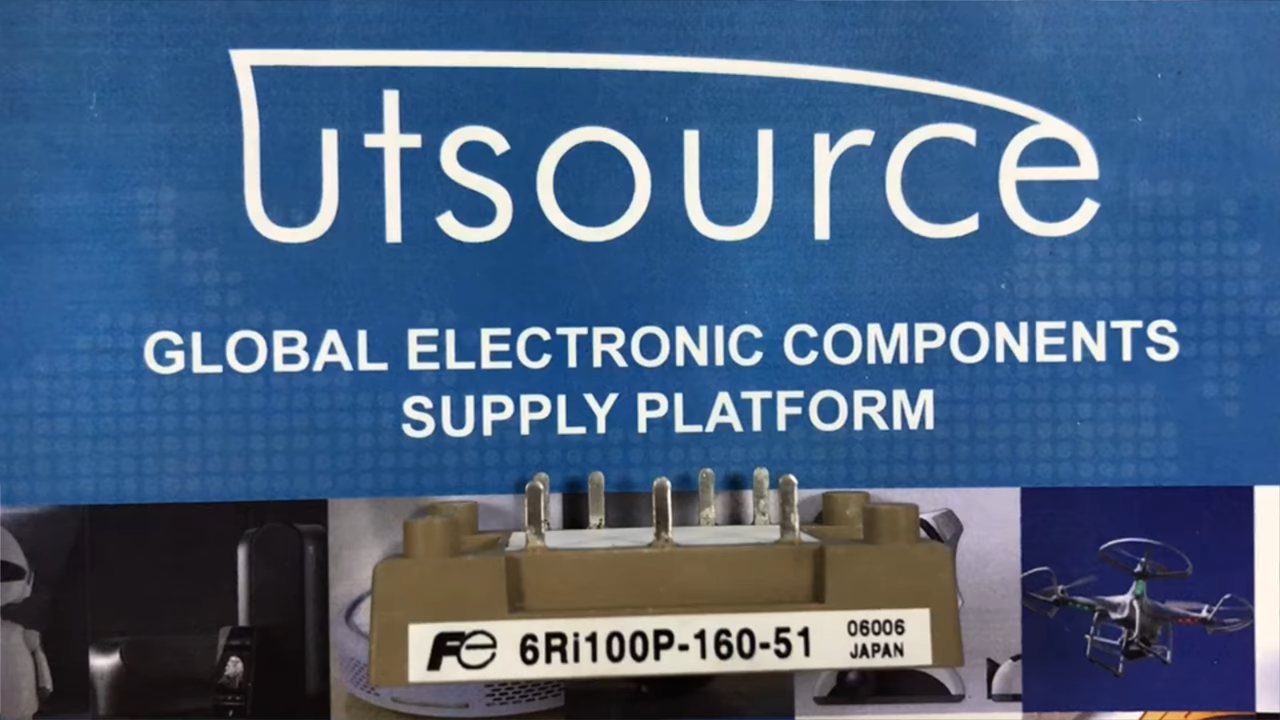 utsource
GLOBAL ELECTRONIC COMPONENTS
SUPPLY PLATFORM
Fe 6Ri100P-160-51 06006
JAPAN